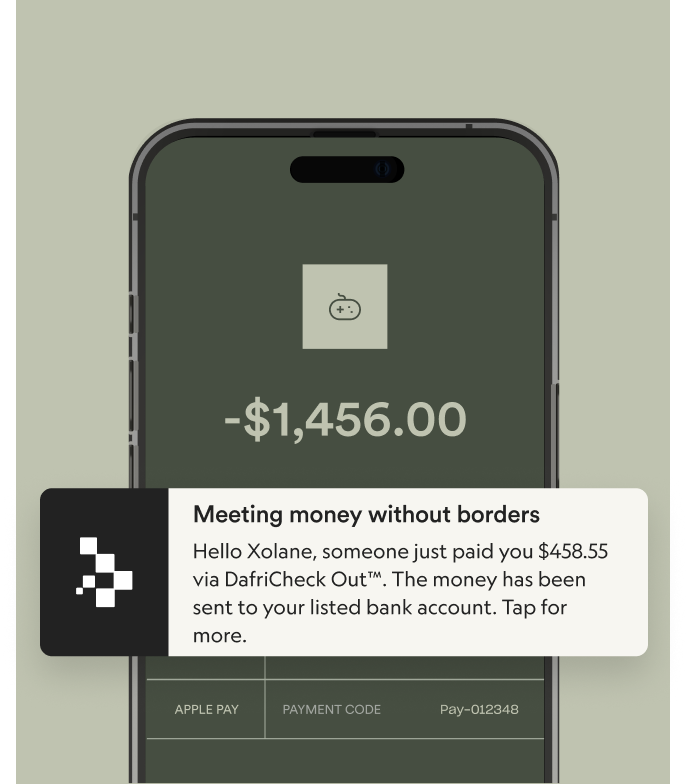 -$1,456.00
Meeting money without borders
Hello Xolane, someone just paid you $458.55
via DafriCheck Out™. The money has been
sent to your listed bank account. Tap for
more.
APPLE PAY PAYMENT CODE Pay-012348